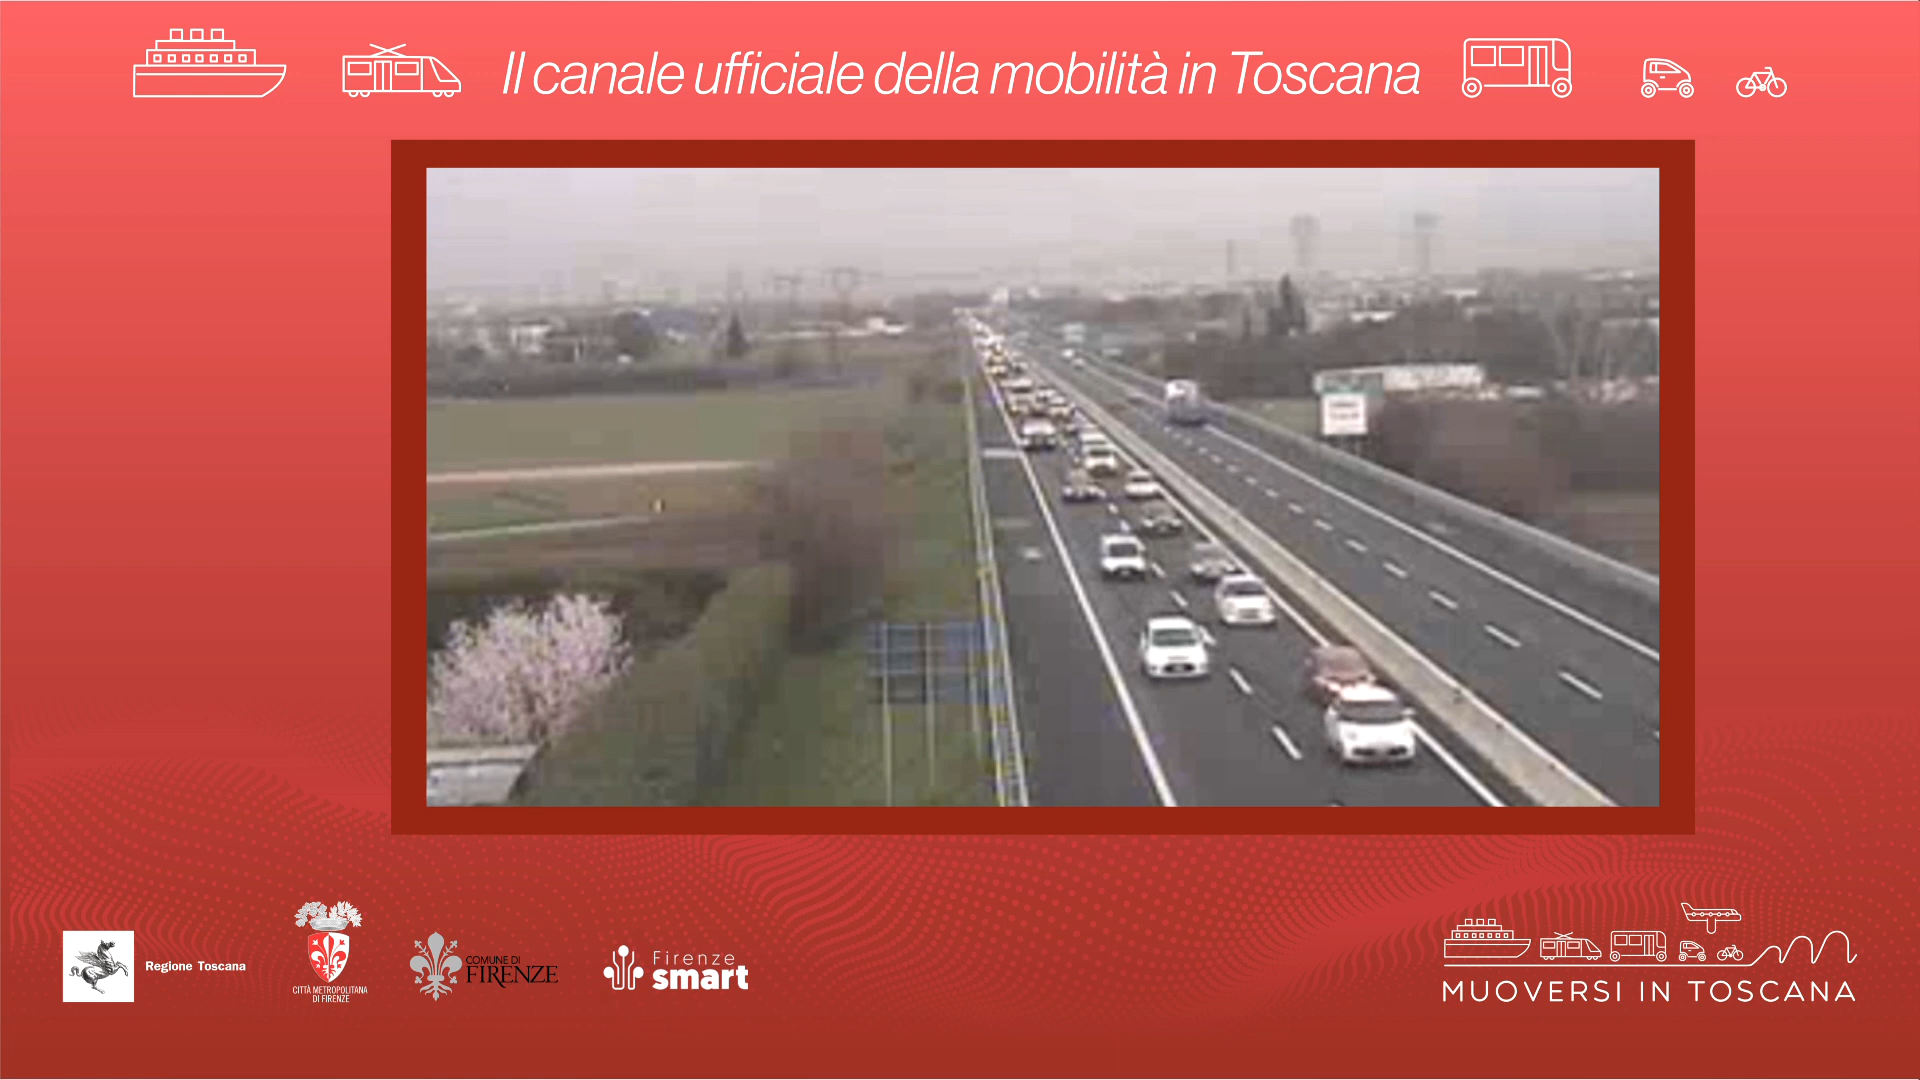 Il canale ufficiale della mobilità in Toscana
Regione Toscana
CITTÀ METROPOLITANA
DI FIRENZE
COMUNE DI
FIRENZE
Firenze
smart
MUOVERSI IN TOSCANA